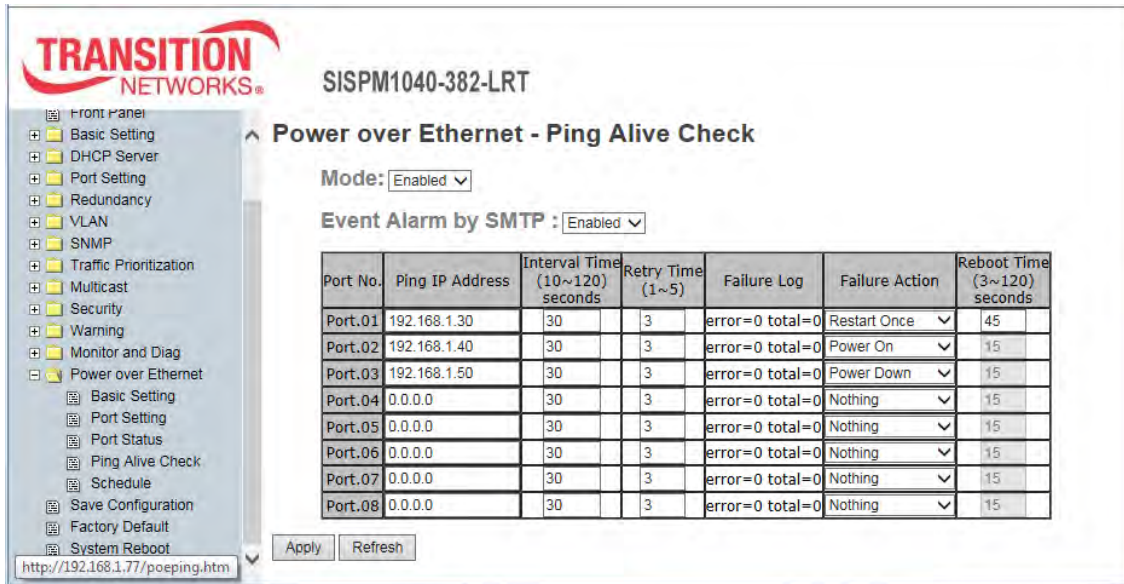 TRANSITION
NETWORKS®
SISPM1040-382-LRT
Front Panel
Basic Setting
DHCP Server
Port Setting
Redundancy
VLAN
SNMP
Traffic Prioritization
Multicast
Security
Warning
Monitor and Diag
Power over Ethernet
Basic Setting
Port Setting
Port Status
Ping Alive Check
Schedule
Save Configuration
Factory Default
System Reboot
http://192.168.1.77/poeping.htm
Power over Ethernet - Ping Alive Check
Mode: Enabled
Event Alarm by SMTP : Enabled
Port No. Ping IP Address Interval Time (10~120) seconds Retry Time (1~5) Failure Log Failure Action Reboot Time (3~120) seconds
Port.01 192.168.1.30 30 3 error=0 total=0 Restart Once 45
Port.02 192.168.1.40 30 3 error=0 total=0 Power On 15
Port.03 192.168.1.50 30 3 error=0 total=0 Power Down 15
Port.04 0.0.0.0 30 3 error=0 total=0 Nothing 15
Port.05 0.0.0.0 30 3 error=0 total=0 Nothing 15
Port.06 0.0.0.0 30 3 error=0 total=0 Nothing 15
Port.07 0.0.0.0 30 3 error=0 total=0 Nothing 15
Port.08 0.0.0.0 30 3 error=0 total=0 Nothing 15
Apply Refresh